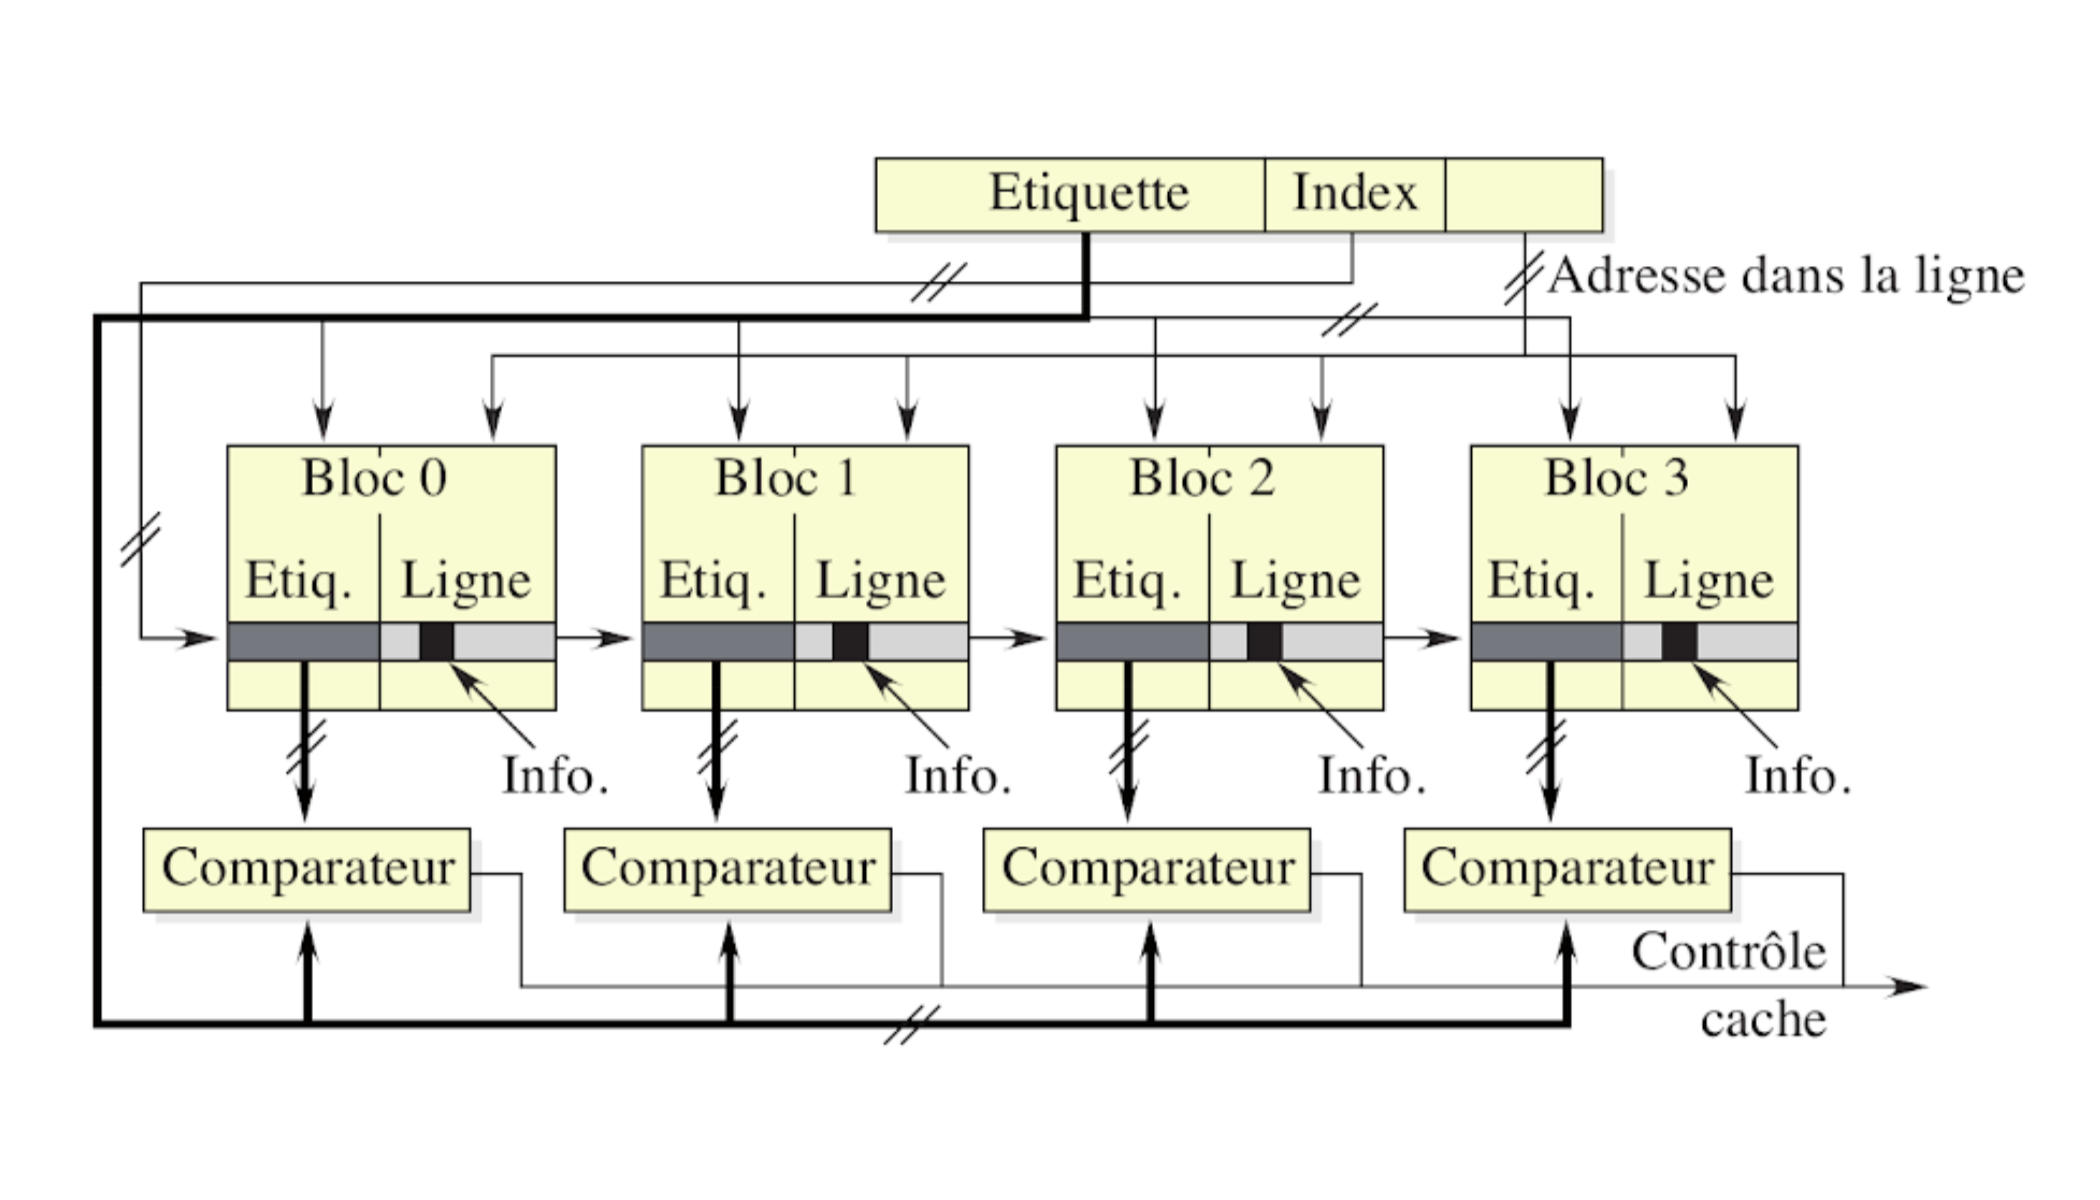 Etiquette Index
Adresse dans la ligne
Bloc 0 Bloc 1 Bloc 2 Bloc 3
Etiq. Ligne Etiq. Ligne Etiq. Ligne Etiq. Ligne
Info. Info. Info. Info.
Comparateur Comparateur Comparateur Comparateur
Contrôle
cache